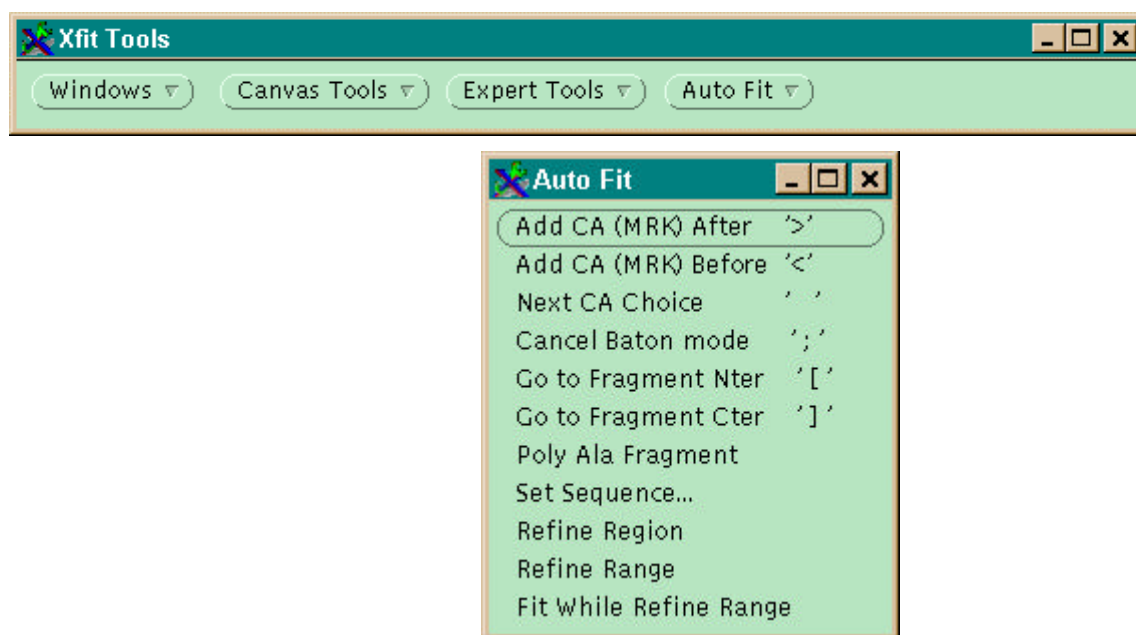 Xfit Tools
Windows Canvas Tools Expert Tools Auto Fit
Auto Fit
Add CA (MRK) After '>'
Add CA (MRK) Before '<'
Next CA Choice ' '
Cancel Baton mode ';'
Go to Fragment Nter '['
Go to Fragment Cter ']'
Poly Ala Fragment
Set Sequence...
Refine Region
Refine Range
Fit While Refine Range